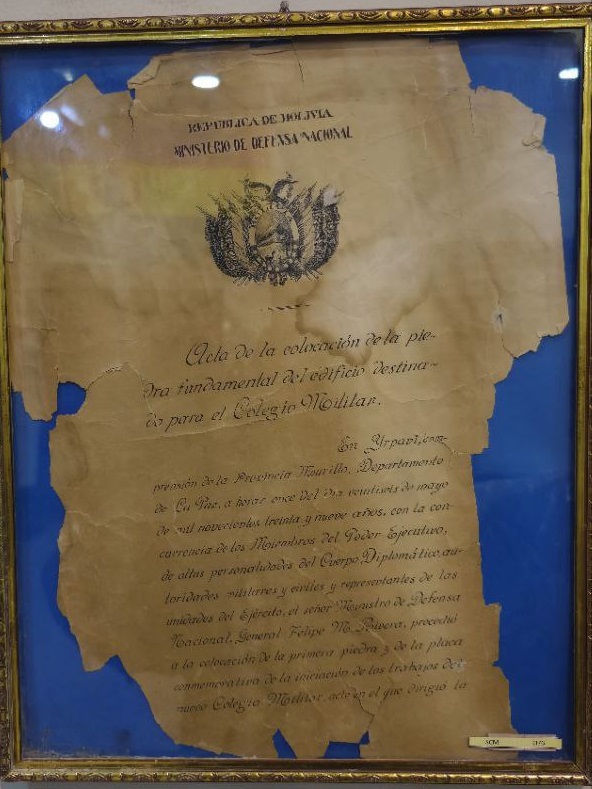 REPUBLICA DE BOLIVIA
MINISTERIO DE DEFENSA NACIONAL
Acta de la colocación de la pie-
dra fundamental del edificio destina-
do para el Colegio Militar.
En Yrpavi, com-
prensión de la Provincia Murillo, Departamento
de La Paz, a horas once del día veintiseis de mayo
de mil novecientos treinta y nueve años, con la con
currencia de los Miembros del Poder Ejecutivo,
de altas personalidades del Cuerpo Diplomático, au-
toridades militares y civiles y representantes de las
unidades del Ejército, el señor Ministro de Defensa
Nacional, General Felipe M. Rivera, procedió
a la colocación de la primera piedra y de la placa
conmemorativa de la iniciación de los trabajos del
nuevo Colegio Militar, acto en el que dirigió la